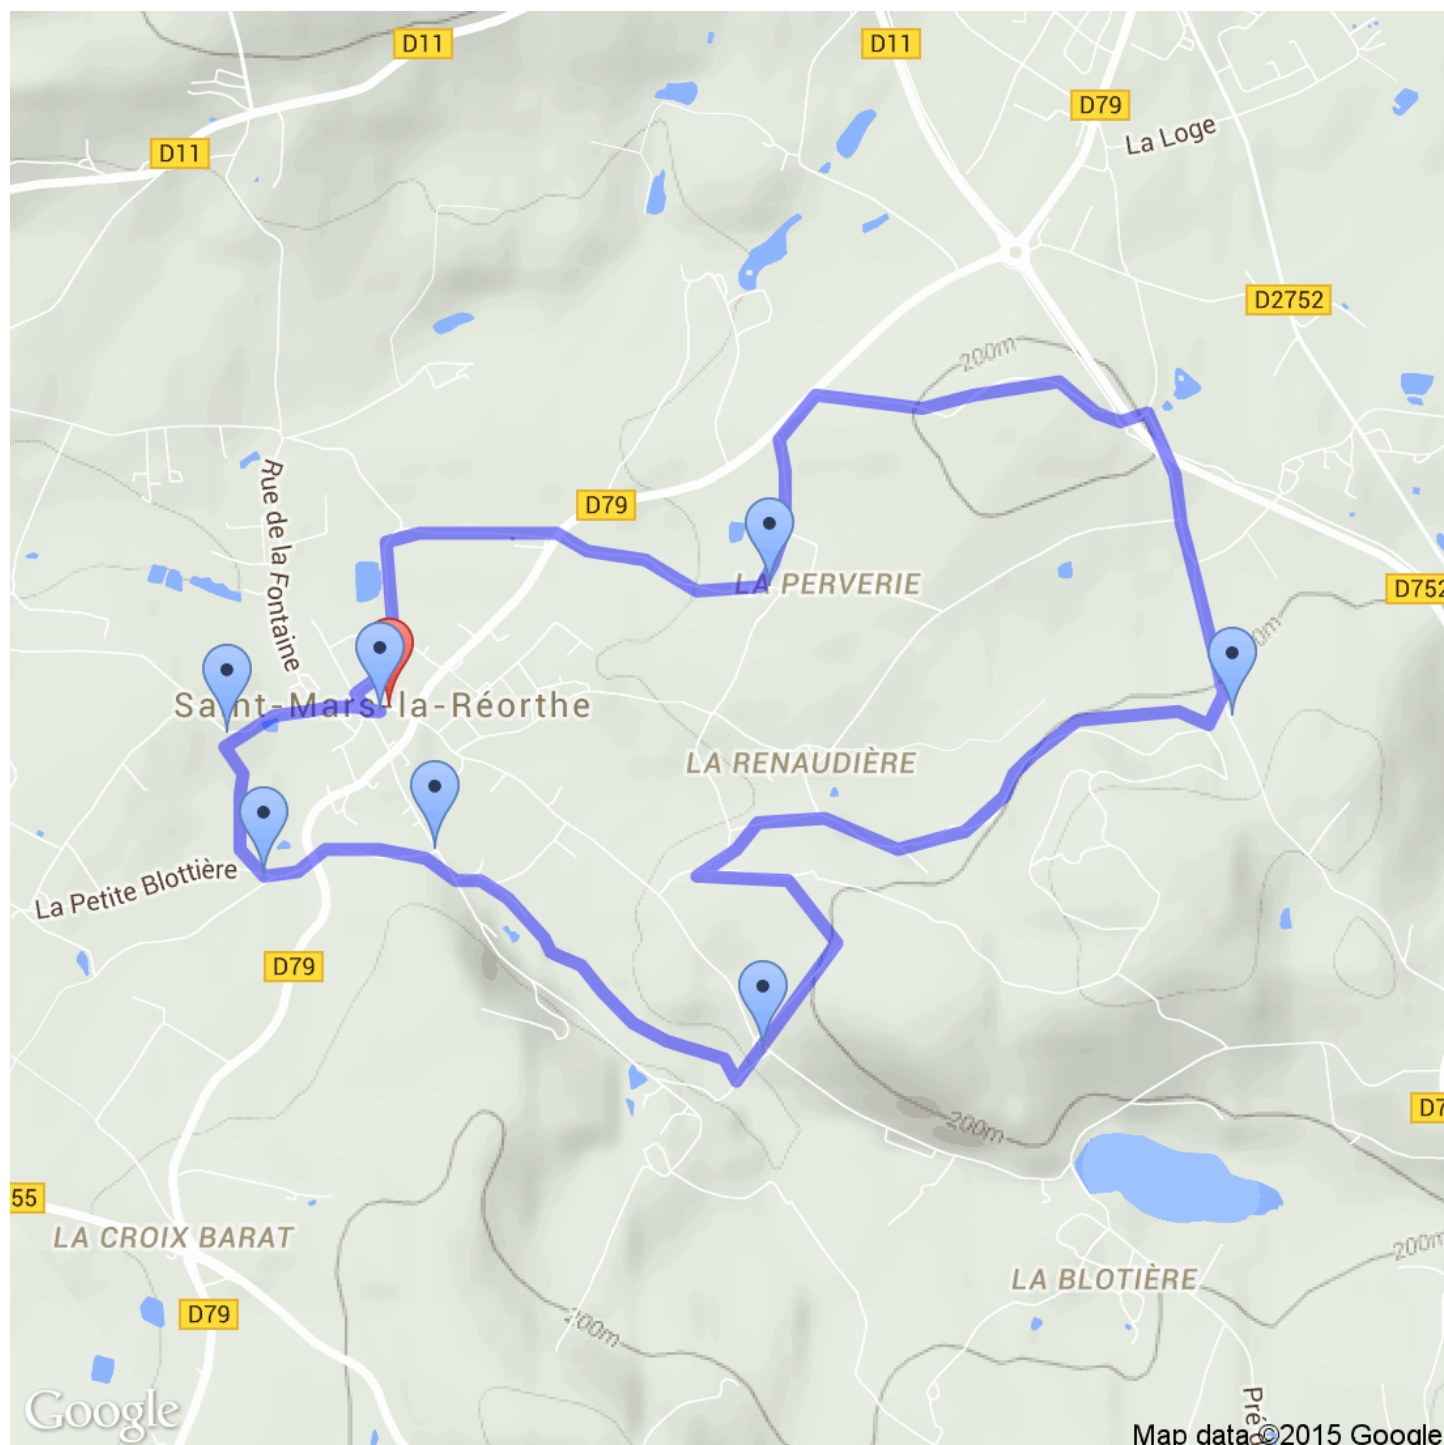 D11
D11
D79
La Loge
D11
D2752
200m
Rue de la Fontaine
D79
LA PERVERIE
D752
Saint-Mars-la-Réorthe
LA RENAUDIÈRE
La Petite Blottière
D79
200m
D7
55
LA CROIX BARAT
200m
LA BLOTIÈRE
D79
200m
Google
Map data ©2015 Google